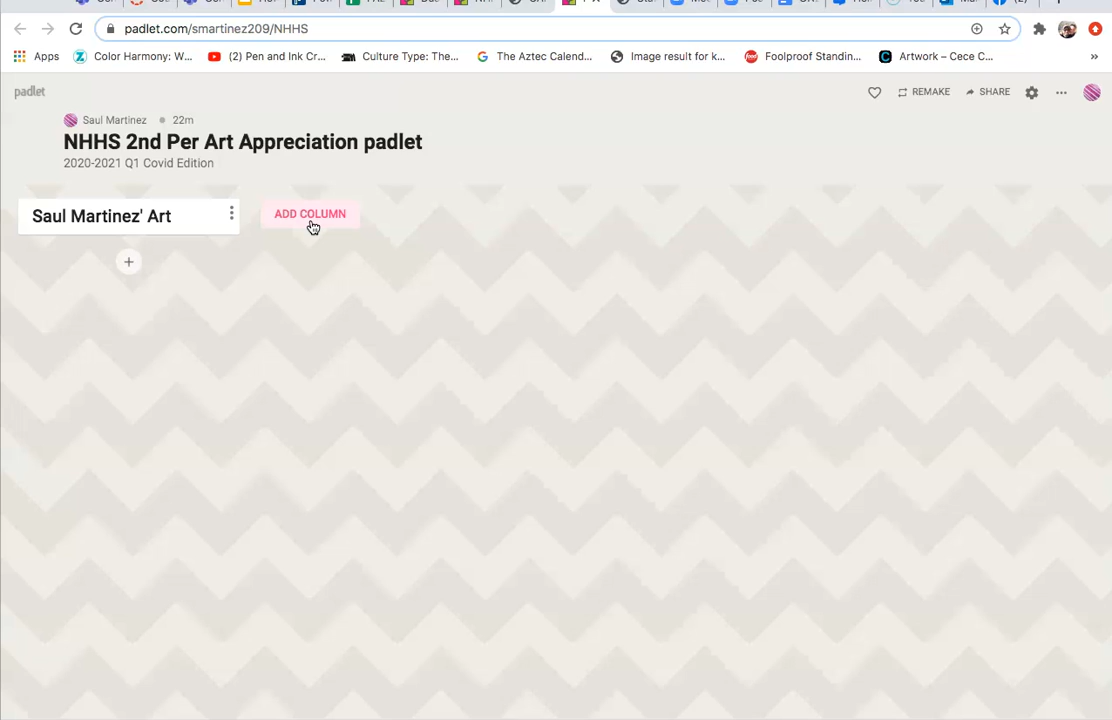 padlet.com/smartinez209/NHHS
Apps
Color Harmony: W...
(2) Pen and Ink Cr...
Culture Type: The...
The Aztec Calend...
Image result for k...
Foolproof Standin...
Artwork – Cece C...
»
padlet
REMAKE
SHARE
Saul Martinez
22m
NHHS 2nd Per Art Appreciation padlet
2020-2021 Q1 Covid Edition
Saul Martinez' Art
ADD COLUMN